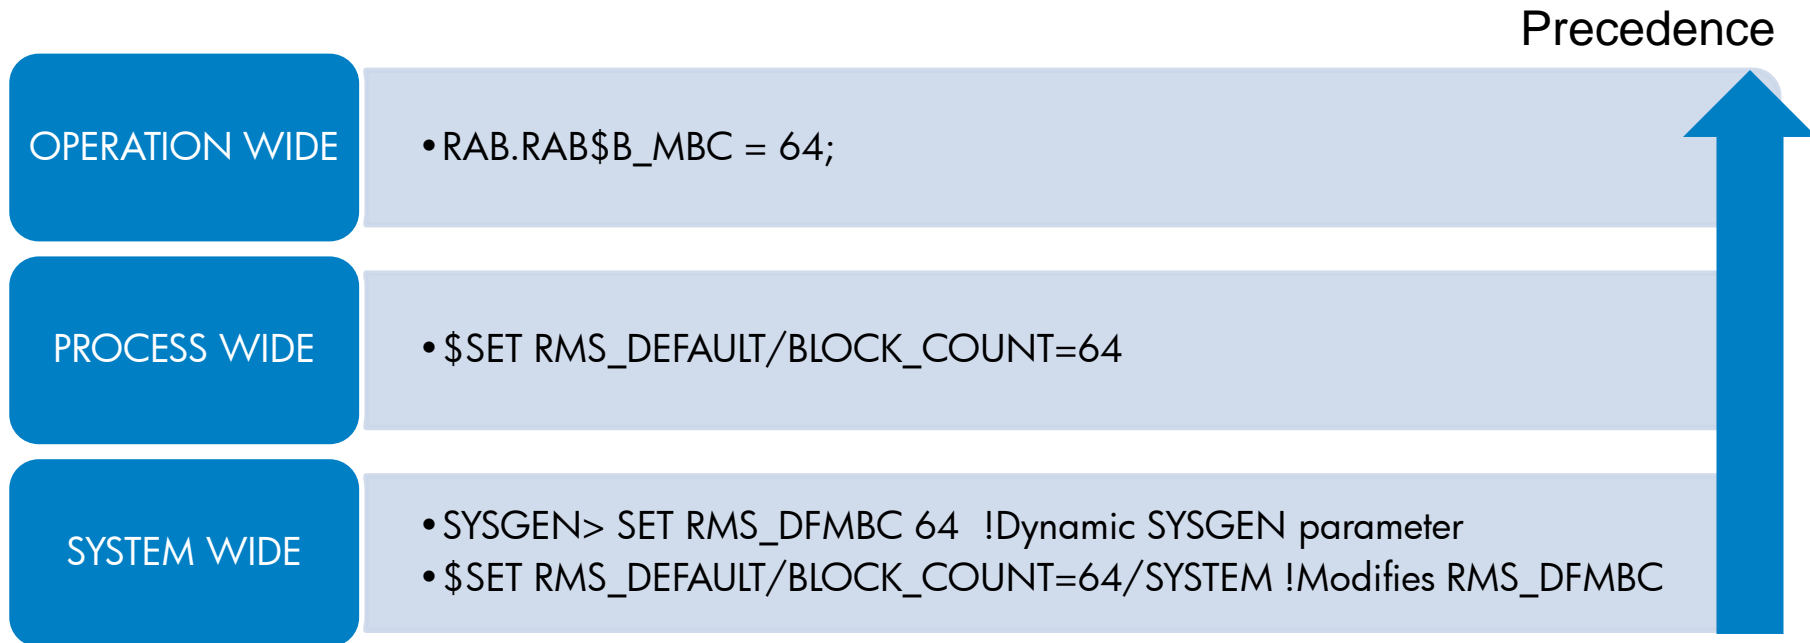 Precedence
OPERATION WIDE
•RAB.RAB$B_MBC = 64;
PROCESS WIDE
•$SET RMS_DEFAULT/BLOCK_COUNT=64
SYSTEM WIDE
•SYSGEN> SET RMS_DFMBC 64 !Dynamic SYSGEN parameter
•$SET RMS_DEFAULT/BLOCK_COUNT=64/SYSTEM !Modifies RMS_DFMBC